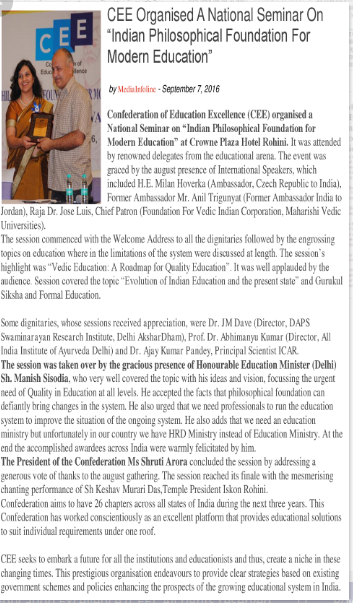 CEE Organised A National Seminar On
“Indian Philosophical Foundation For
Modern Education”
by MediaInfoline - September 7, 2016
CEE
Confederation of Education Excellence (CEE) organised a
National Seminar on “Indian Philosophical Foundation for
Modern Education” at Crowne Plaza Hotel Rohini. It was attended
by renowned delegates from the educational arena. The event was
graced by the august presence of International Speakers, which
included H.E. Milan Hoverka (Ambassador, Czech Republic to India),
Former Ambassador Mr. Anil Trigunyat (Former Ambassador India to
Jordan), Raja Dr. Jose Luis, Chief Patron (Foundation For Vedic Indian Corporation, Maharishi Vedic
Universities).
The session commenced with the Welcome Address to all the dignitaries followed by the engrossing
topics on education where in the limitations of the system were discussed at length. The session`s
highlight was “Vedic Education: A Roadmap for Quality Education”. It was well applauded by the
audience. Session covered the topic “Evolution of Indian Education and the present state” and Gurukul
Siksha and Formal Education.
Some dignitaries, whose sessions received appreciation, were Dr. JM Dave (Director, DAPS
Swaminarayan Research Institute, Delhi AksharDham), Prof. Dr. Abhimanyu Kumar (Director, All
India Institute of Ayurveda Delhi) and Dr. Ajay Kumar Pandey, Principal Scientist ICAR.
The session was taken over by the gracious presence of Honourable Education Minister (Delhi)
Sh. Manish Sisodia, who very well covered the topic with his ideas and vision, focussing the urgent
need of Quality in Education at all levels. He accepted the facts that philosophical foundation can
defiantly bring changes in the system. He also urged that we need professionals to run the education
system to improve the situation of the ongoing system. He also adds that we need an education
ministry but unfortunately in our country we have HRD Ministry instead of Education Ministry. At the
end the accomplished awardees across India were warmly felicitated by him.
The President of the Confederation Ms Shruti Arora concluded the session by addressing a
generous vote of thanks to the august gathering. The session reached its finale with the mesmerising
chanting performance of Sh Keshav Murari Das,Temple President Iskon Rohini.
Confederation aims to have 26 chapters across all states of India during the next three years. This
Confederation has worked conscientiously as an excellent platform that provides educational solutions
to suit individual requirements under one roof.
CEE seeks to embark a future for all the institutions and educationists and thus, create a niche in these
changing times. This prestigious organisation endeavours to provide clear strategies based on existing
government schemes and policies enhancing the prospects of the growing educational system in India.